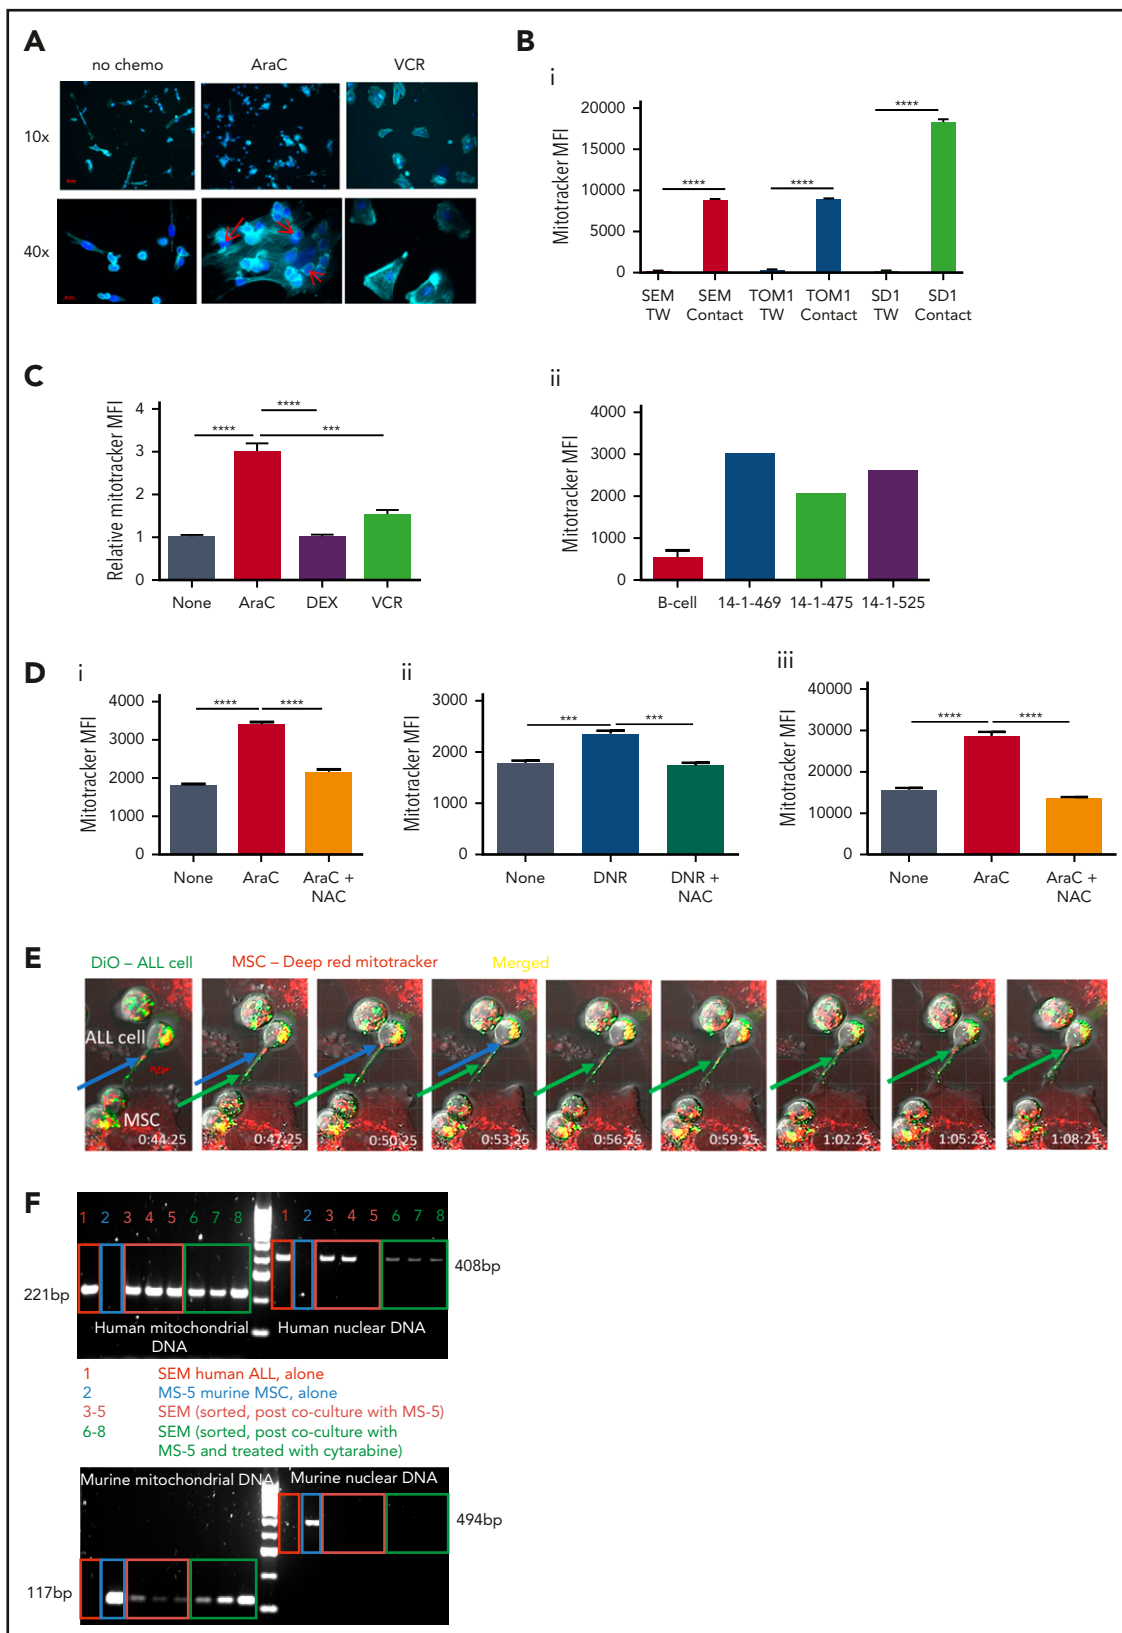 A
no chemo
AraC
VCR
10x
40x
B
i
Mitotracker MFI
20000
15000
10000
5000
0
****
****
****
SEM TW
SEM Contact
TOM1 TW
TOM1 Contact
SD1 TW
SD1 Contact
ii
Mitotracker MFI
4000
3000
2000
1000
0
B-cell
14-1-469
14-1-475
14-1-525
C
Relative mitotracker MFI
4
3
2
1
0
****
****
***
None
AraC
DEX
VCR
D
i
Mitotracker MFI
4000
3000
2000
1000
0
****
****
None
AraC
AraC +
NAC
ii
Mitotracker MFI
3000
2000
1000
0
***
***
None
DNR
DNR +
NAC
iii
Mitotracker MFI
40000
30000
20000
10000
0
****
****
None
AraC
AraC +
NAC
E
DiO – ALL cell
MSC – Deep red mitotracker
Merged
ALL cell
MSC
0:44:25
0:47:25
0:50:25
0:53:25
0:56:25
0:59:25
1:02:25
1:05:25
1:08:25
F
1 2 3 4 5 6 7 8
1 2 3 4 5 6 7 8
221bp
408bp
Human mitochondrial
DNA
Human nuclear DNA
1 SEM human ALL, alone
2 MS-5 murine MSC, alone
3-5 SEM (sorted, post co-culture with MS-5)
6-8 SEM (sorted, post co-culture with
MS-5 and treated with cytarabine)
Murine mitochondrial DNA
Murine nuclear DNA
494bp
117bp